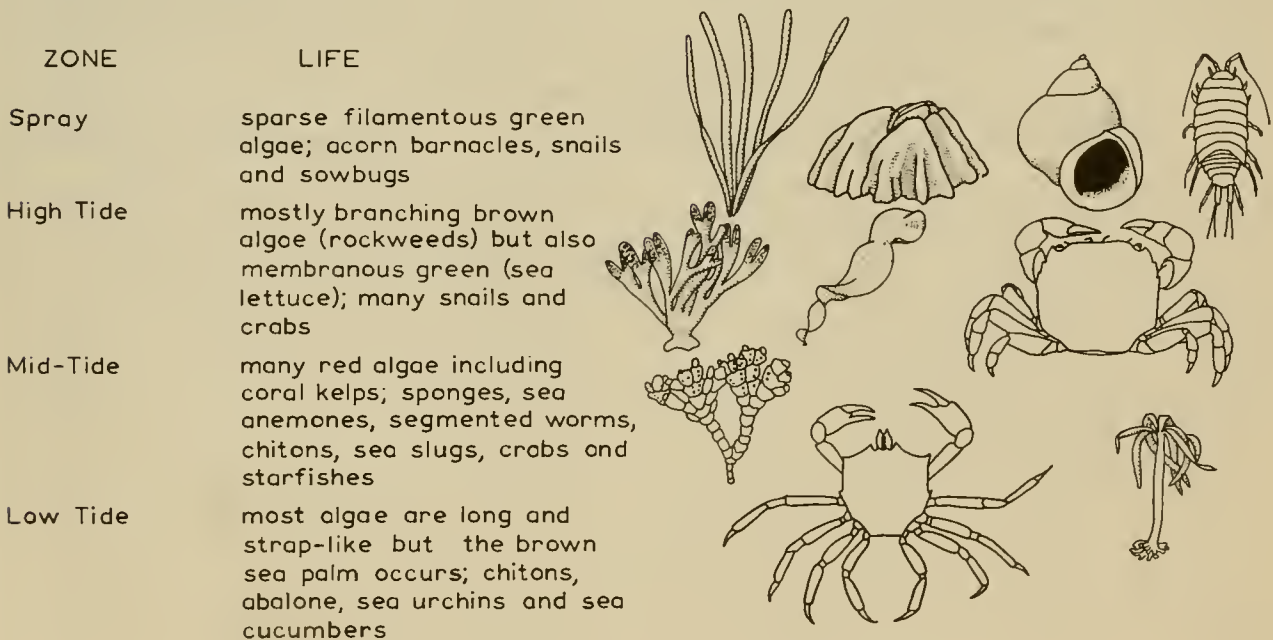 ZONE LIFE
Spray sparse filamentous green
algae; acorn barnacles, snails
and sowbugs
High Tide mostly branching brown
algae (rockweeds) but also
membranous green (sea
lettuce); many snails and
crabs
Mid-Tide many red algae including
coral kelps; sponges, sea
anemones, segmented worms,
chitons, sea slugs, crabs and
starfishes
Low Tide most algae are long and
strap-like but the brown
sea palm occurs; chitons,
abalone, sea urchins and sea
cucumbers